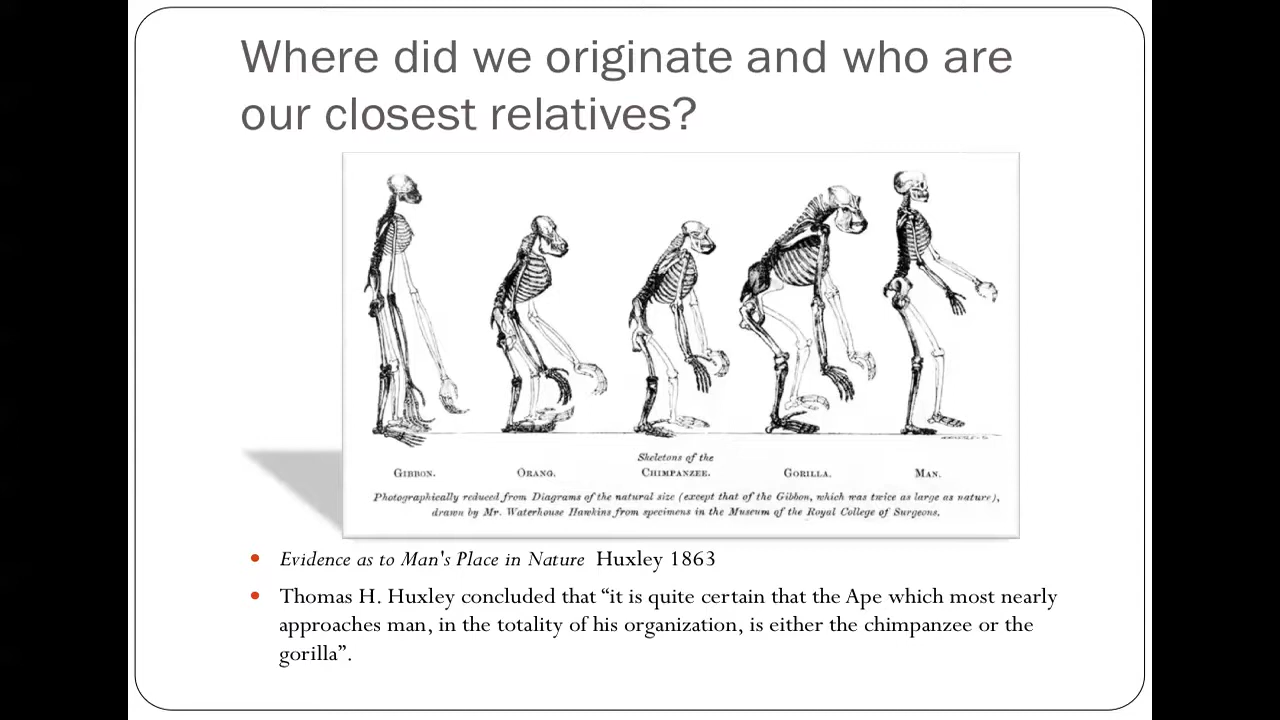 Where did we originate and who are
our closest relatives?
Skeletons of the
GIBBON. ORANG. CHIMPANZEE. GORILLA. MAN.
Photographically reduced from Diagrams of the natural size (except that of the Gibbon, which was twice as large as nature),
drawn by Mr. Waterhouse Hawkins from specimens in the Museum of the Royal College of Surgeons.
• Evidence as to Man's Place in Nature Huxley 1863
• Thomas H. Huxley concluded that “it is quite certain that the Ape which most nearly
approaches man, in the totality of his organization, is either the chimpanzee or the
gorilla”.